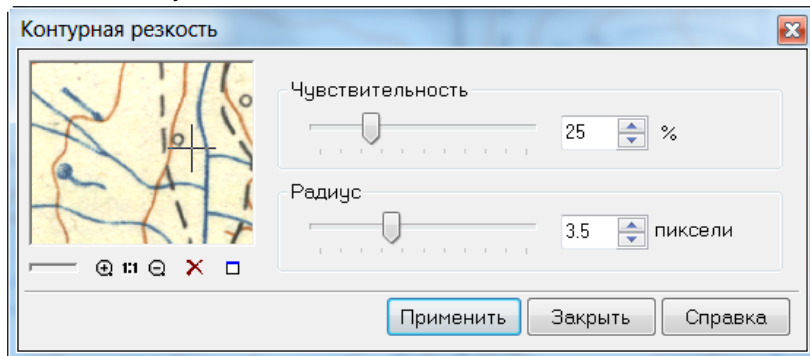 Контурная резкость
Чувствительность
25 %
Радиус
3.5 пиксели
1:1
Применить Закрыть Справка